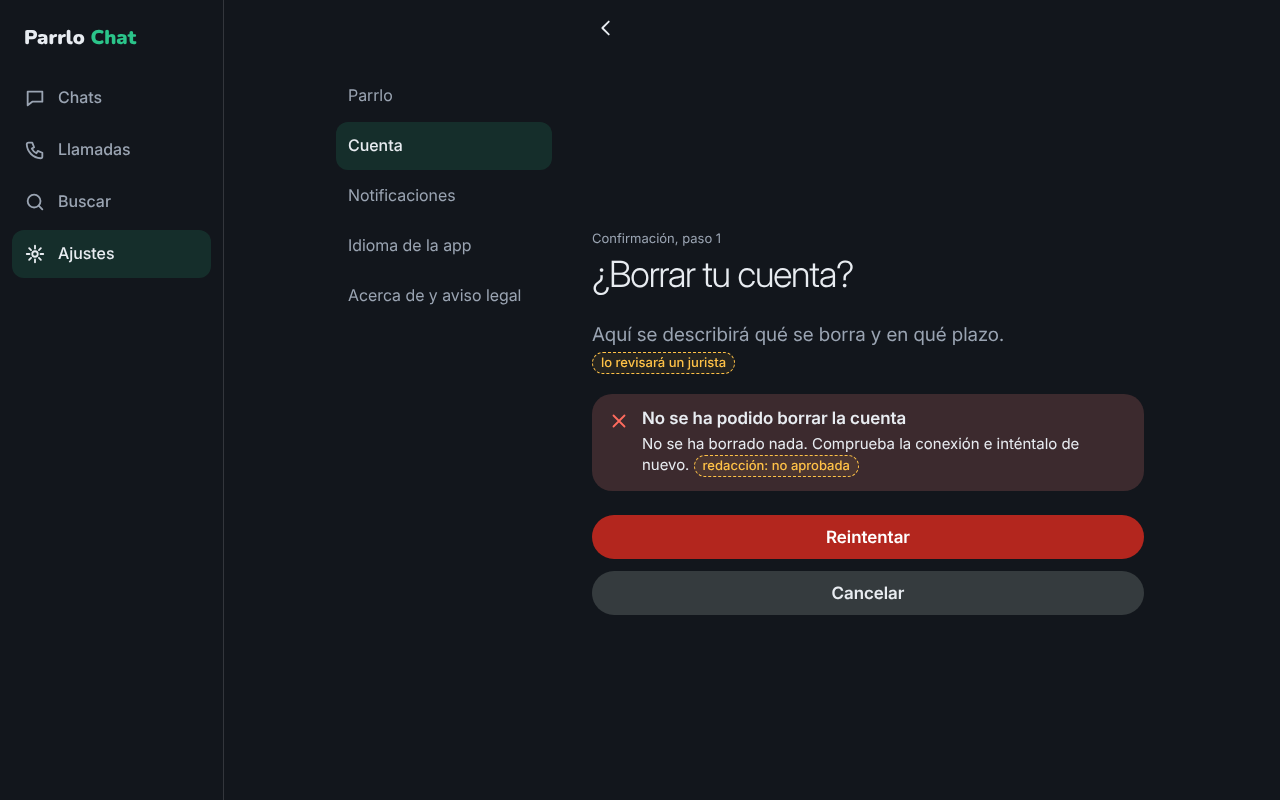 Parrlo Chat
Chats
Llamadas
Buscar
Ajustes
Parrlo
Cuenta
Notificaciones
Idioma de la app
Acerca de y aviso legal
Confirmación, paso 1
¿Borrar tu cuenta?
Aquí se describirá qué se borra y en qué plazo.
lo revisará un jurista
No se ha podido borrar la cuenta
No se ha borrado nada. Comprueba la conexión e inténtalo de
nuevo. redacción: no aprobada
Reintentar
Cancelar